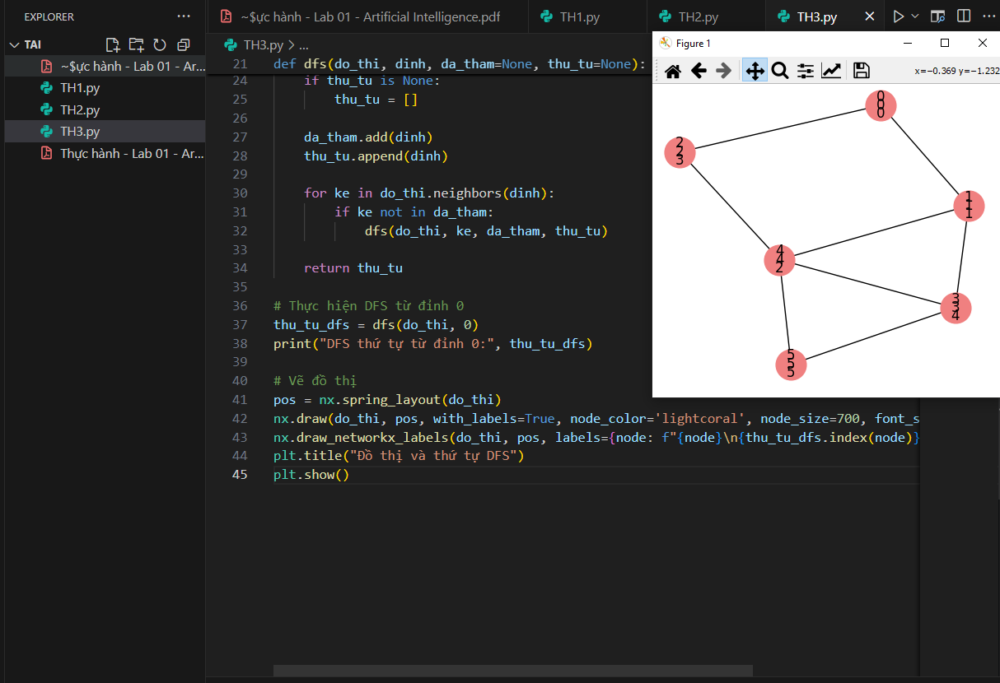 EXPLORER
TAI
~$ực hành - Lab 01 - Ar...
TH1.py
TH2.py
TH3.py
Thực hành - Lab 01 - Ar...
~$ực hành - Lab 01 - Artificial Intelligence.pdf
TH1.py
TH2.py
TH3.py
TH3.py > ...
21 def dfs(do_thi, dinh, da_tham=None, thu_tu=None):
24 if thu_tu is None:
25 thu_tu = []
26
27 da_tham.add(dinh)
28 thu_tu.append(dinh)
29
30 for ke in do_thi.neighbors(dinh):
31 if ke not in da_tham:
32 dfs(do_thi, ke, da_tham, thu_tu)
33
34 return thu_tu
35
36 # Thực hiện DFS từ đỉnh 0
37 thu_tu_dfs = dfs(do_thi, 0)
38 print("DFS thứ tự từ đỉnh 0:", thu_tu_dfs)
39
40 # Vẽ đồ thị
41 pos = nx.spring_layout(do_thi)
42 nx.draw(do_thi, pos, with_labels=True, node_color='lightcoral', node_size=700, font_s
43 nx.draw_networkx_labels(do_thi, pos, labels={node: f"{node}\n{thu_tu_dfs.index(node)}
44 plt.title("Đồ thị và thứ tự DFS")
45 plt.show()
Figure 1
x=−0.369 y=−1.232
0
0
0
2
2
3
1
1
1
4
4
2
3
3
4
5
5
5